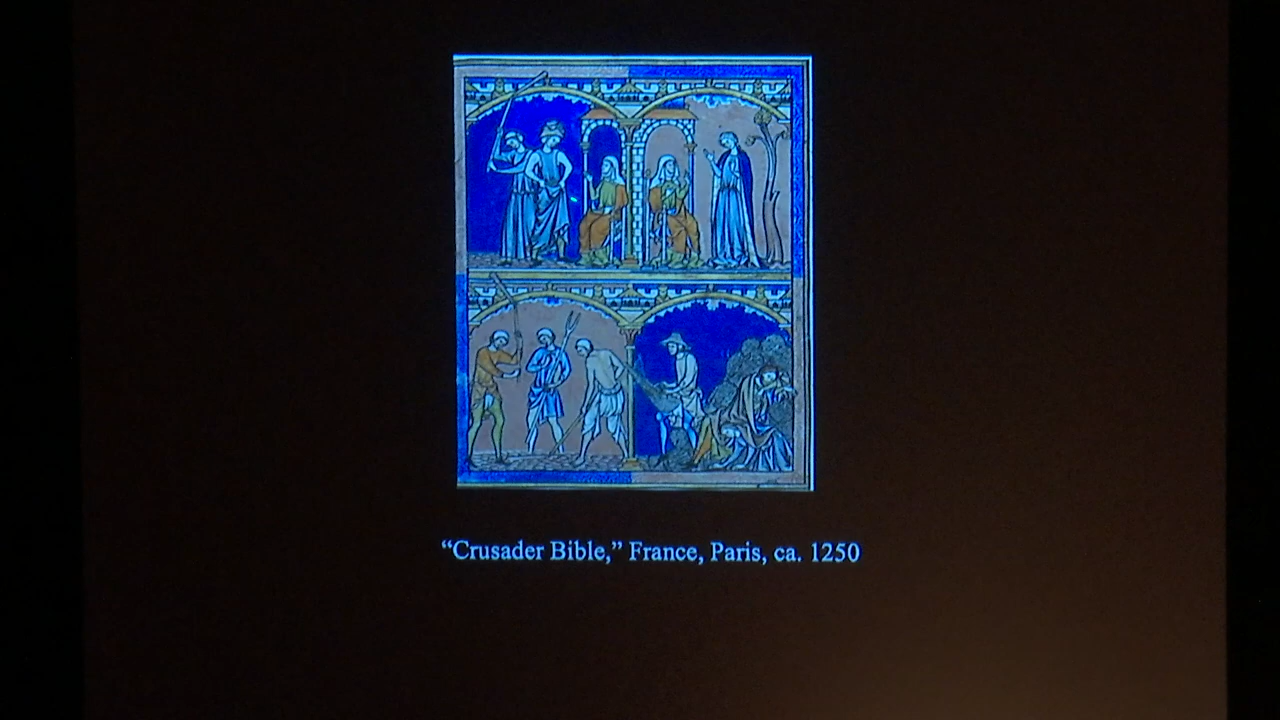 “Crusader Bible,” France, Paris, ca. 1250